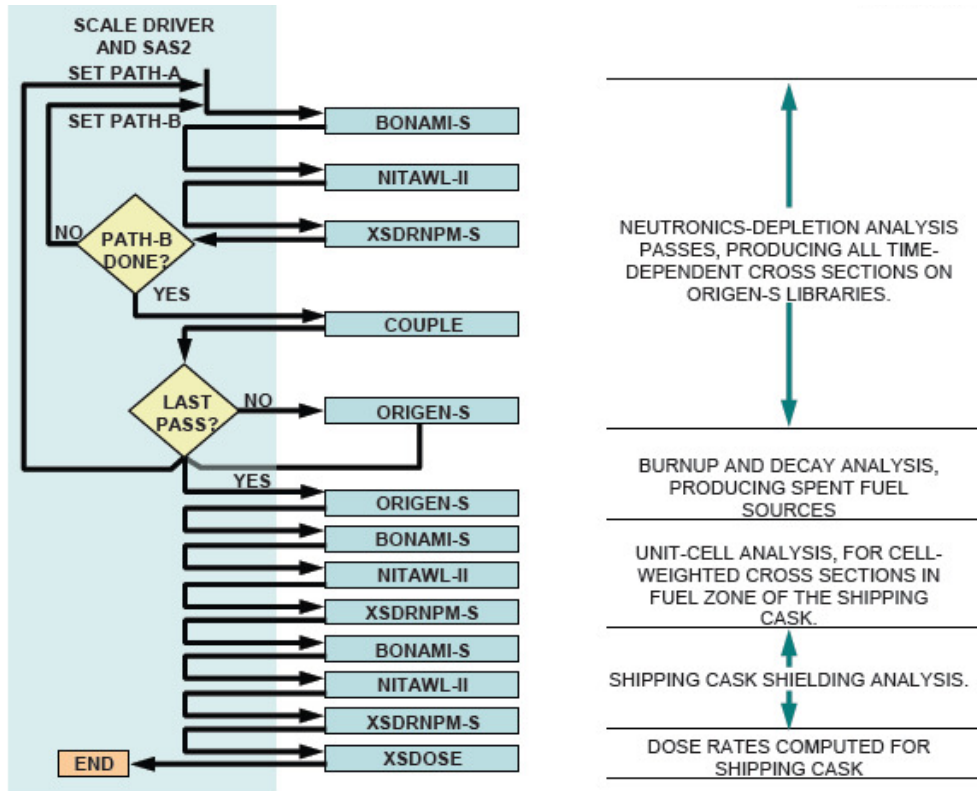 SCALE DRIVER
AND SAS2
SET PATH-A
SET PATH-B
BONAMI-S
NITAWL-II
XSDRNPM-S
NO
PATH-B
DONE?
YES
COUPLE
LAST
PASS?
NO
ORIGEN-S
YES
ORIGEN-S
BONAMI-S
NITAWL-II
XSDRNPM-S
BONAMI-S
NITAWL-II
XSDRNPM-S
XSDOSE
END
NEUTRONICS-DEPLETION ANALYSIS
PASSES, PRODUCING ALL TIME-
DEPENDENT CROSS SECTIONS ON
ORIGEN-S LIBRARIES.
BURNUP AND DECAY ANALYSIS,
PRODUCING SPENT FUEL
SOURCES
UNIT-CELL ANALYSIS, FOR CELL-
WEIGHTED CROSS SECTIONS IN
FUEL ZONE OF THE SHIPPING
CASK.
SHIPPING CASK SHIELDING ANALYSIS.
DOSE RATES COMPUTED FOR
SHIPPING CASK